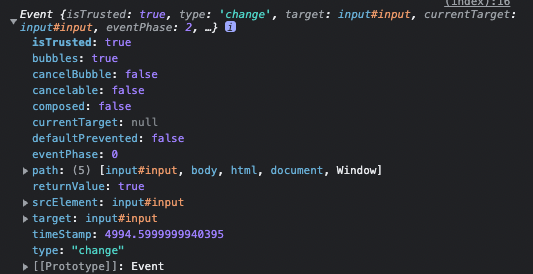 (index):16
Event {isTrusted: true, type: 'change', target: input#input, currentTarget:
input#input, eventPhase: 2, …} i
isTrusted: true
bubbles: true
cancelBubble: false
cancelable: false
composed: false
currentTarget: null
defaultPrevented: false
eventPhase: 0
path: (5) [input#input, body, html, document, Window]
returnValue: true
srcElement: input#input
target: input#input
timeStamp: 4994.5999999940395
type: "change"
[[Prototype]]: Event